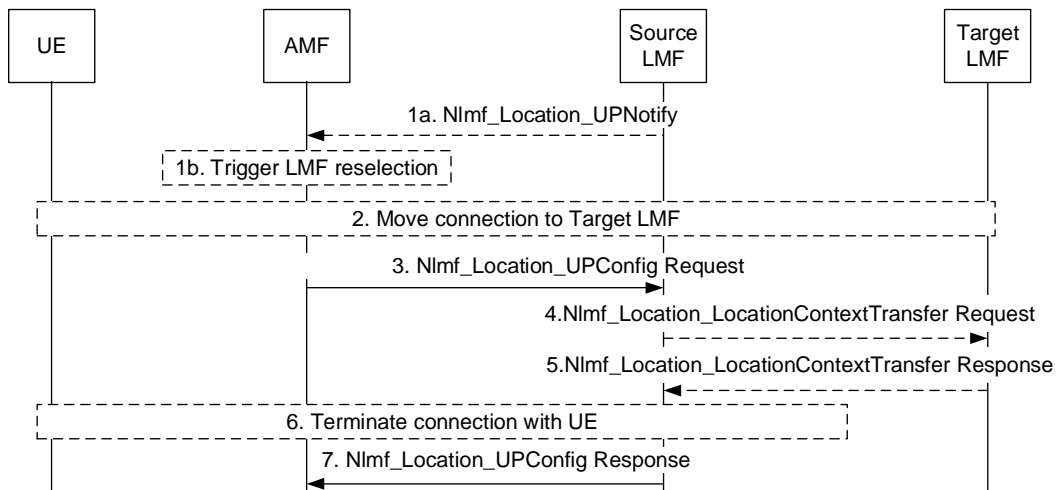 UE
AMF
Source
LMF
Target
LMF
1a. Nlmf_Location_UPNotify
1b. Trigger LMF reselection
2. Move connection to Target LMF
3. Nlmf_Location_UPConfig Request
4.Nlmf_Location_LocationContextTransfer Request
5.Nlmf_Location_LocationContextTransfer Response
6. Terminate connection with UE
7. Nlmf_Location_UPConfig Response